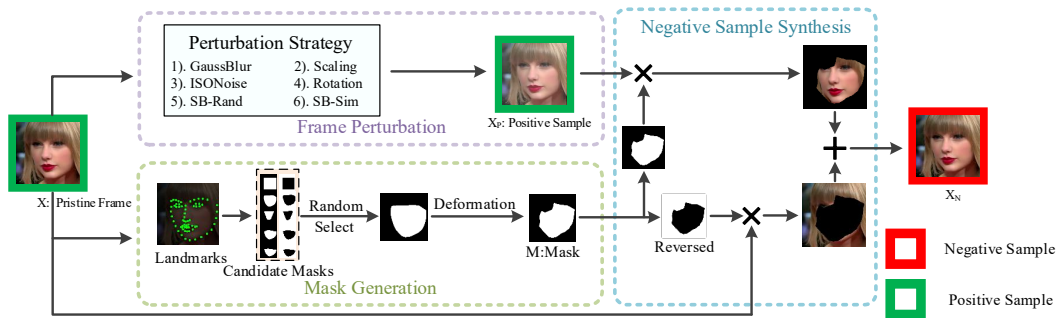 Perturbation Strategy
1). GaussBlur 2). Scaling
3). ISONoise 4). Rotation
5). SB-Rand 6). SB-Sim
Frame Perturbation
X_P: Positive Sample
Negative Sample Synthesis
X: Pristine Frame
Landmarks
Candidate Masks
Random
Select
Deformation
M:Mask
Mask Generation
Reversed
X_N
Negative Sample
Positive Sample